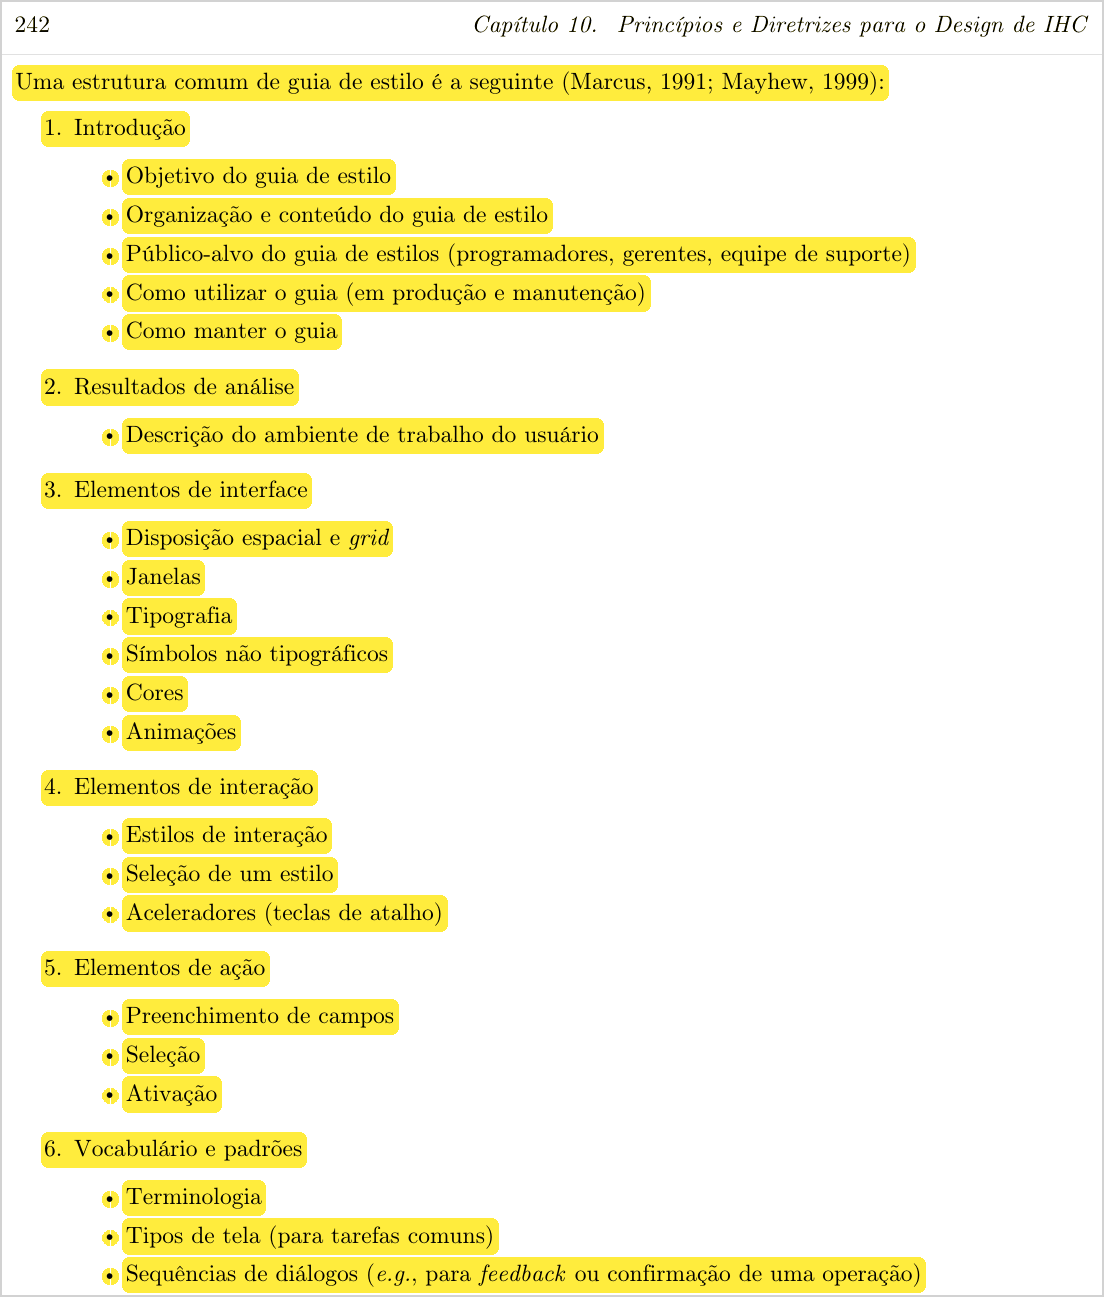 242 Capítulo 10. Princípios e Diretrizes para o Design de IHC
Uma estrutura comum de guia de estilo é a seguinte (Marcus, 1991; Mayhew, 1999):
1. Introdução
• Objetivo do guia de estilo
• Organização e conteúdo do guia de estilo
• Público-alvo do guia de estilos (programadores, gerentes, equipe de suporte)
• Como utilizar o guia (em produção e manutenção)
• Como manter o guia
2. Resultados de análise
• Descrição do ambiente de trabalho do usuário
3. Elementos de interface
• Disposição espacial e grid
• Janelas
• Tipografia
• Símbolos não tipográficos
• Cores
• Animações
4. Elementos de interação
• Estilos de interação
• Seleção de um estilo
• Aceleradores (teclas de atalho)
5. Elementos de ação
• Preenchimento de campos
• Seleção
• Ativação
6. Vocabulário e padrões
• Terminologia
• Tipos de tela (para tarefas comuns)
• Sequências de diálogos (e.g., para feedback ou confirmação de uma operação)